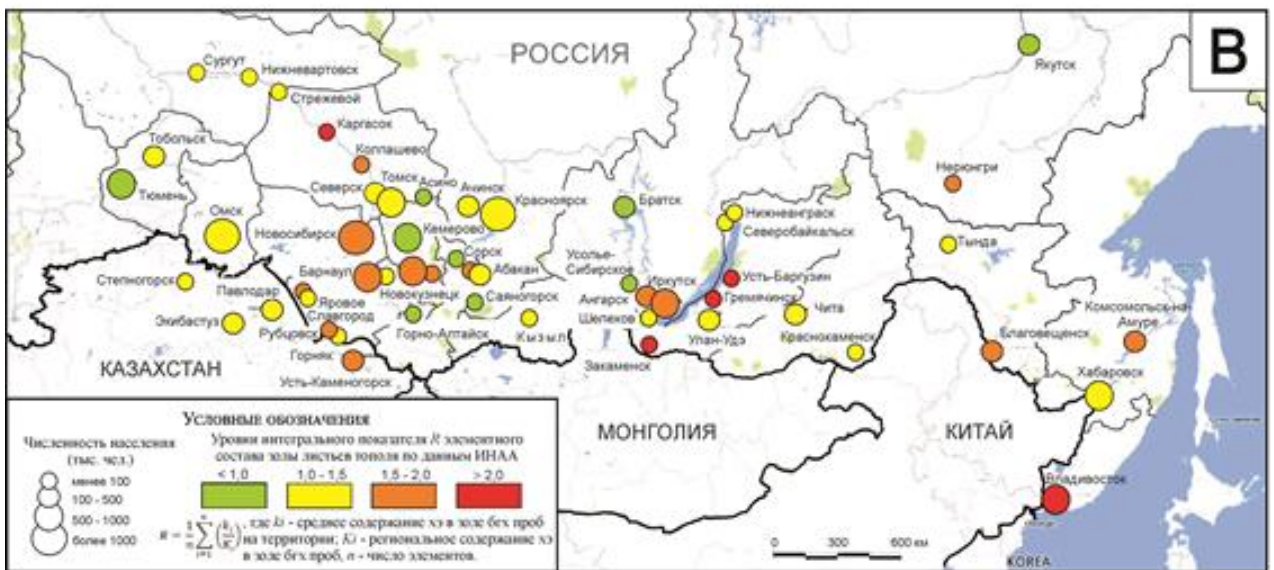 В
РОССИЯ
Сургут
Нижневартовск
Стрежевой
Якутск
Каргасок
Тобольск
Колпашево
Нерюнгри
Тюмень
Северск
Томск
Асино
Ачинск
Красноярск
Братск
Нижнеангарск
Северобайкальск
Омск
Новосибирск
Кемерово
Тында
Сорск
Усолье-
Сибирское
Усть-Баргузин
Степногорск
Барнаул
Абакан
Иркутск
Павлодар
Новокузнецк
Ангарск
Гремячинск
Комсомольск-на-
Амуре
Яровое
Саяногорск
Чита
Славгород
Шелехов
Экибастуз
Рубцовск
Горно-Алтайск
Кызыл
Улан-Удэ
Краснокаменск
Благовещенск
Горняк
Закаменск
Хабаровск
КАЗАХСТАН
Усть-Каменогорск
МОНГОЛИЯ
КИТАЙ
Владивосток
KOREA
0 300 600 км
Условные обозначения
Численность населения
(тыс. чел.)
менее 100
100 - 500
500 - 1000
более 1000
Уровни интегрального показателя R элементного
состава золы листьев тополя по данным ИНАА
< 1,0 1,0 - 1,5 1,5 - 2,0 > 2,0
, где ki - среднее содержание хэ в золе бгх проб
на территории; Ki - региональное содержание хэ
в золе бгх проб, n - число элементов.